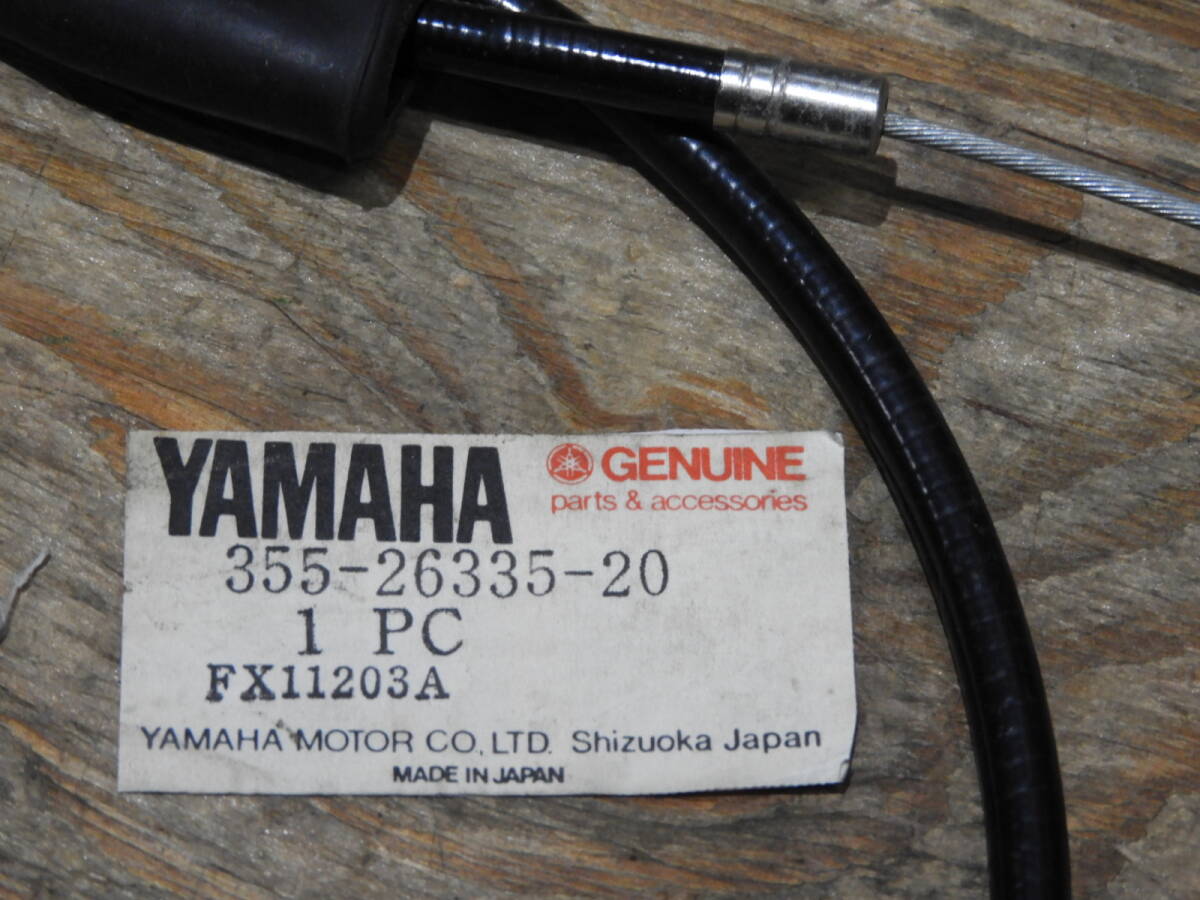 YAMAHA GENUINE
parts & accessories
355-26335-20
1 PC
FX11203A
YAMAHA MOTOR CO., LTD. Shizuoka Japan
MADE IN JAPAN